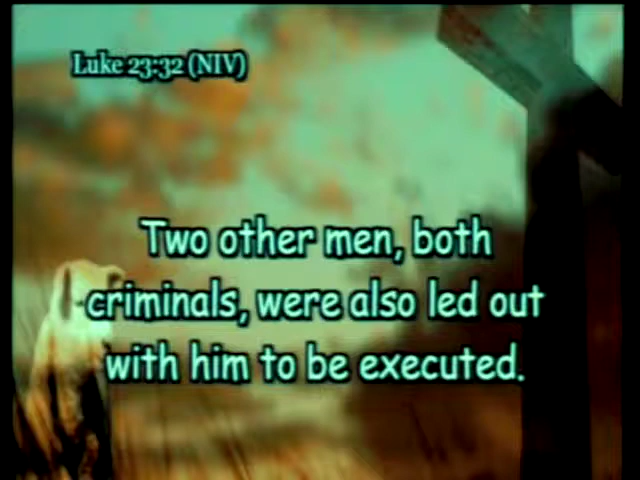 Luke 23:32 (NIV)
Two other men, both
criminals, were also led out
with him to be executed.